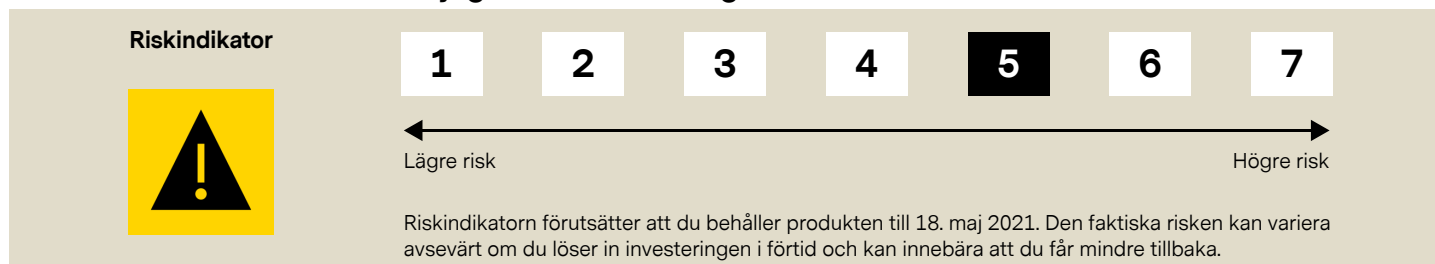 Riskindikator
1 2 3 4 5 6 7
Lägre risk Högre risk
Riskindikatorn förutsätter att du behåller produkten till 18. maj 2021. Den faktiska risken kan variera
avsevärt om du löser in investeringen i förtid och kan innebära att du får mindre tillbaka.